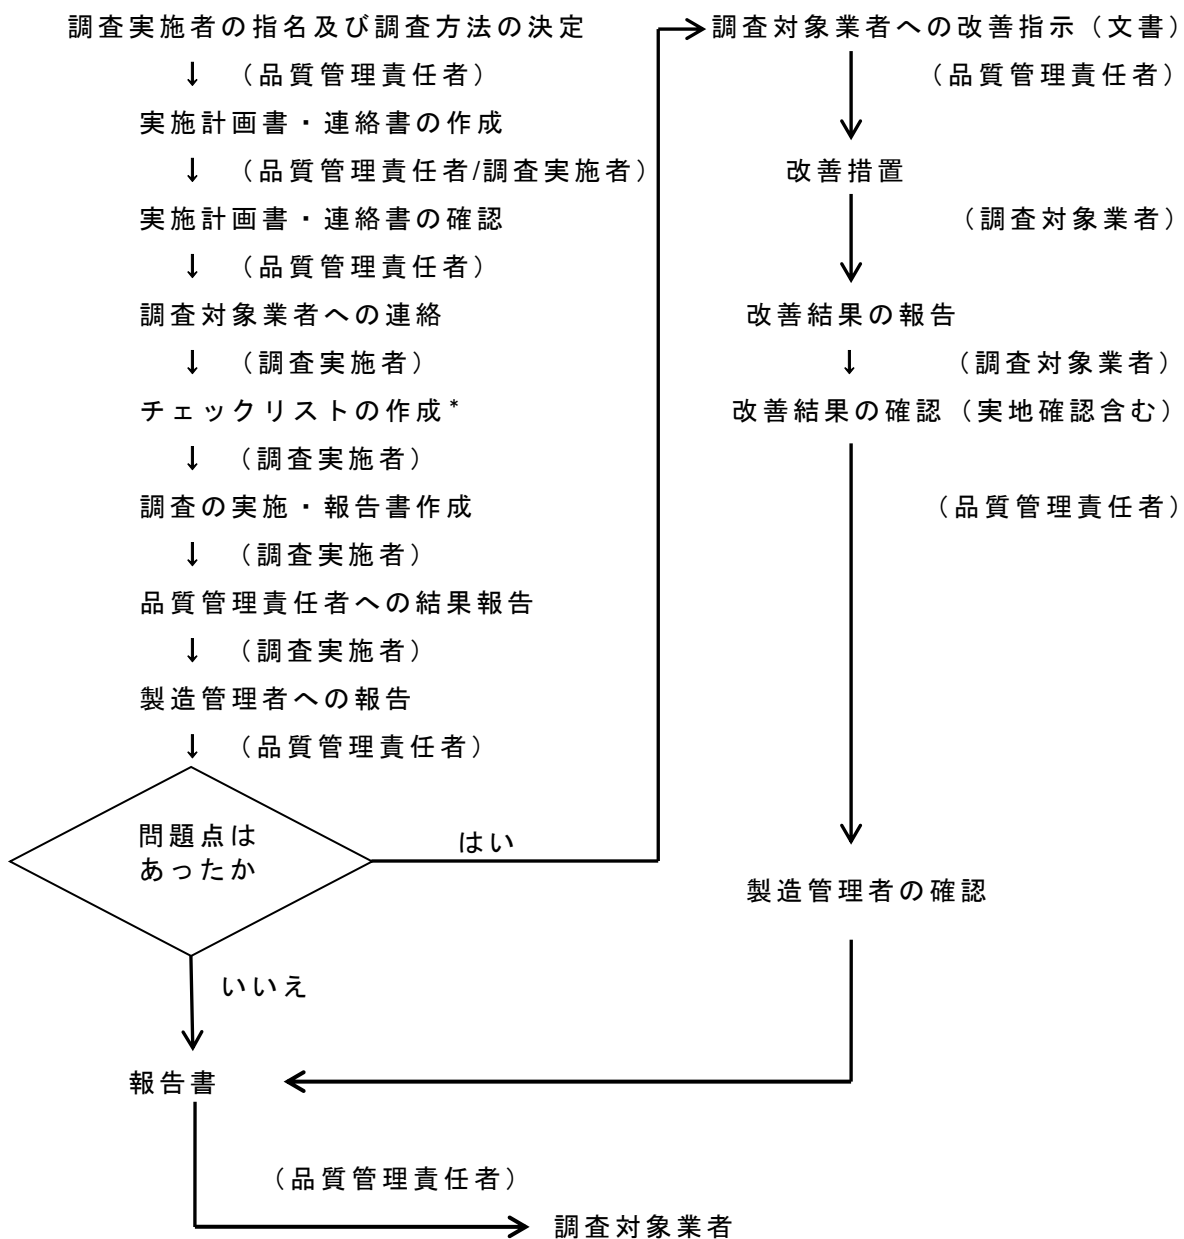 調査実施者の指名及び調査方法の決定
↓ （品質管理責任者）
実施計画書・連絡書の作成
↓ （品質管理責任者/調査実施者）
実施計画書・連絡書の確認
↓ （品質管理責任者）
調査対象業者への連絡
↓ （調査実施者）
チェックリストの作成*
↓ （調査実施者）
調査の実施・報告書作成
↓ （調査実施者）
品質管理責任者への結果報告
↓ （調査実施者）
製造管理者への報告
↓ （品質管理責任者）
問題点は
あったか
はい
いいえ
調査対象業者への改善指示（文書）
（品質管理責任者）
改善措置
（調査対象業者）
改善結果の報告
↓ （調査対象業者）
改善結果の確認（実地確認含む）
（品質管理責任者）
製造管理者の確認
報告書
（品質管理責任者）
調査対象業者